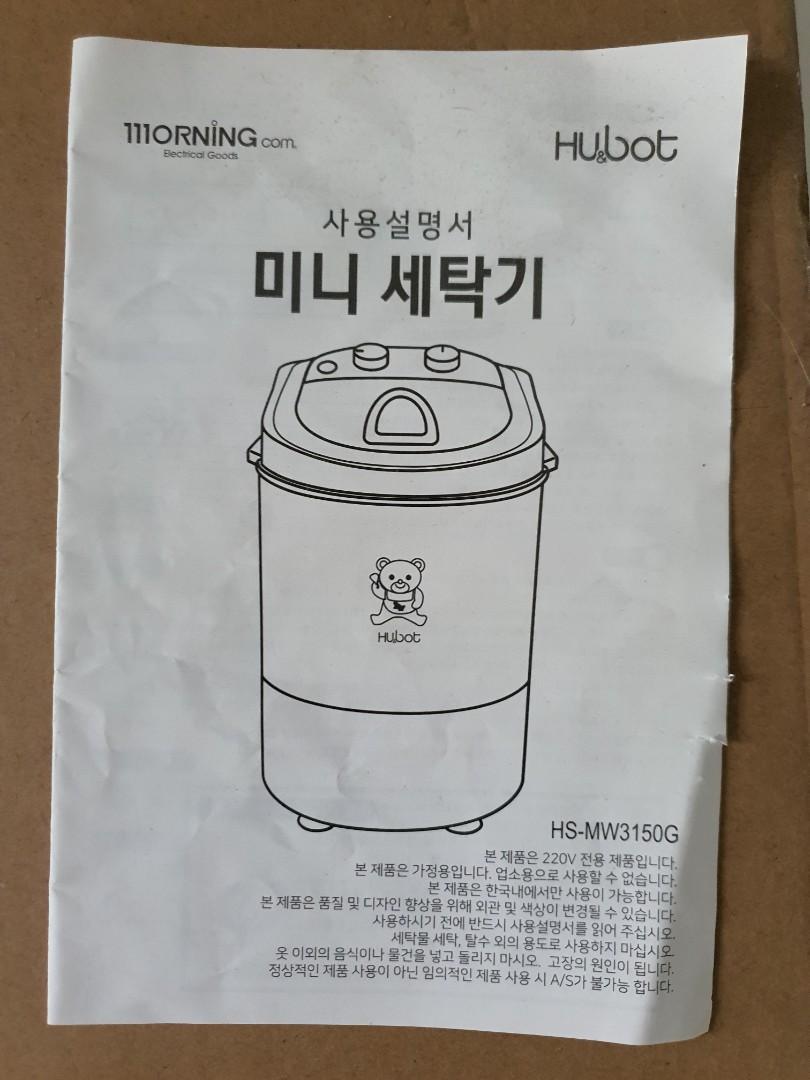 111ORNING com.
Electrical Goods
HU&bot
사용설명서
미니 세탁기
HU&bot
HS-MW3150G
본 제품은 220V 전용 제품입니다.
본 제품은 가정용입니다. 업소용으로 사용할 수 없습니다.
본 제품은 한국내에서만 사용이 가능합니다.
본 제품은 품질 및 디자인 향상을 위해 외관 및 색상이 변경될 수 있습니다.
사용하시기 전에 반드시 사용설명서를 읽어 주십시오.
세탁물 세탁, 탈수 외의 용도로 사용하지 마십시오.
옷 이외의 음식이나 물건을 넣고 돌리지 마시오. 고장의 원인이 됩니다.
정상적인 제품 사용이 아닌 임의적인 제품 사용 시 A/S가 불가능 합니다.